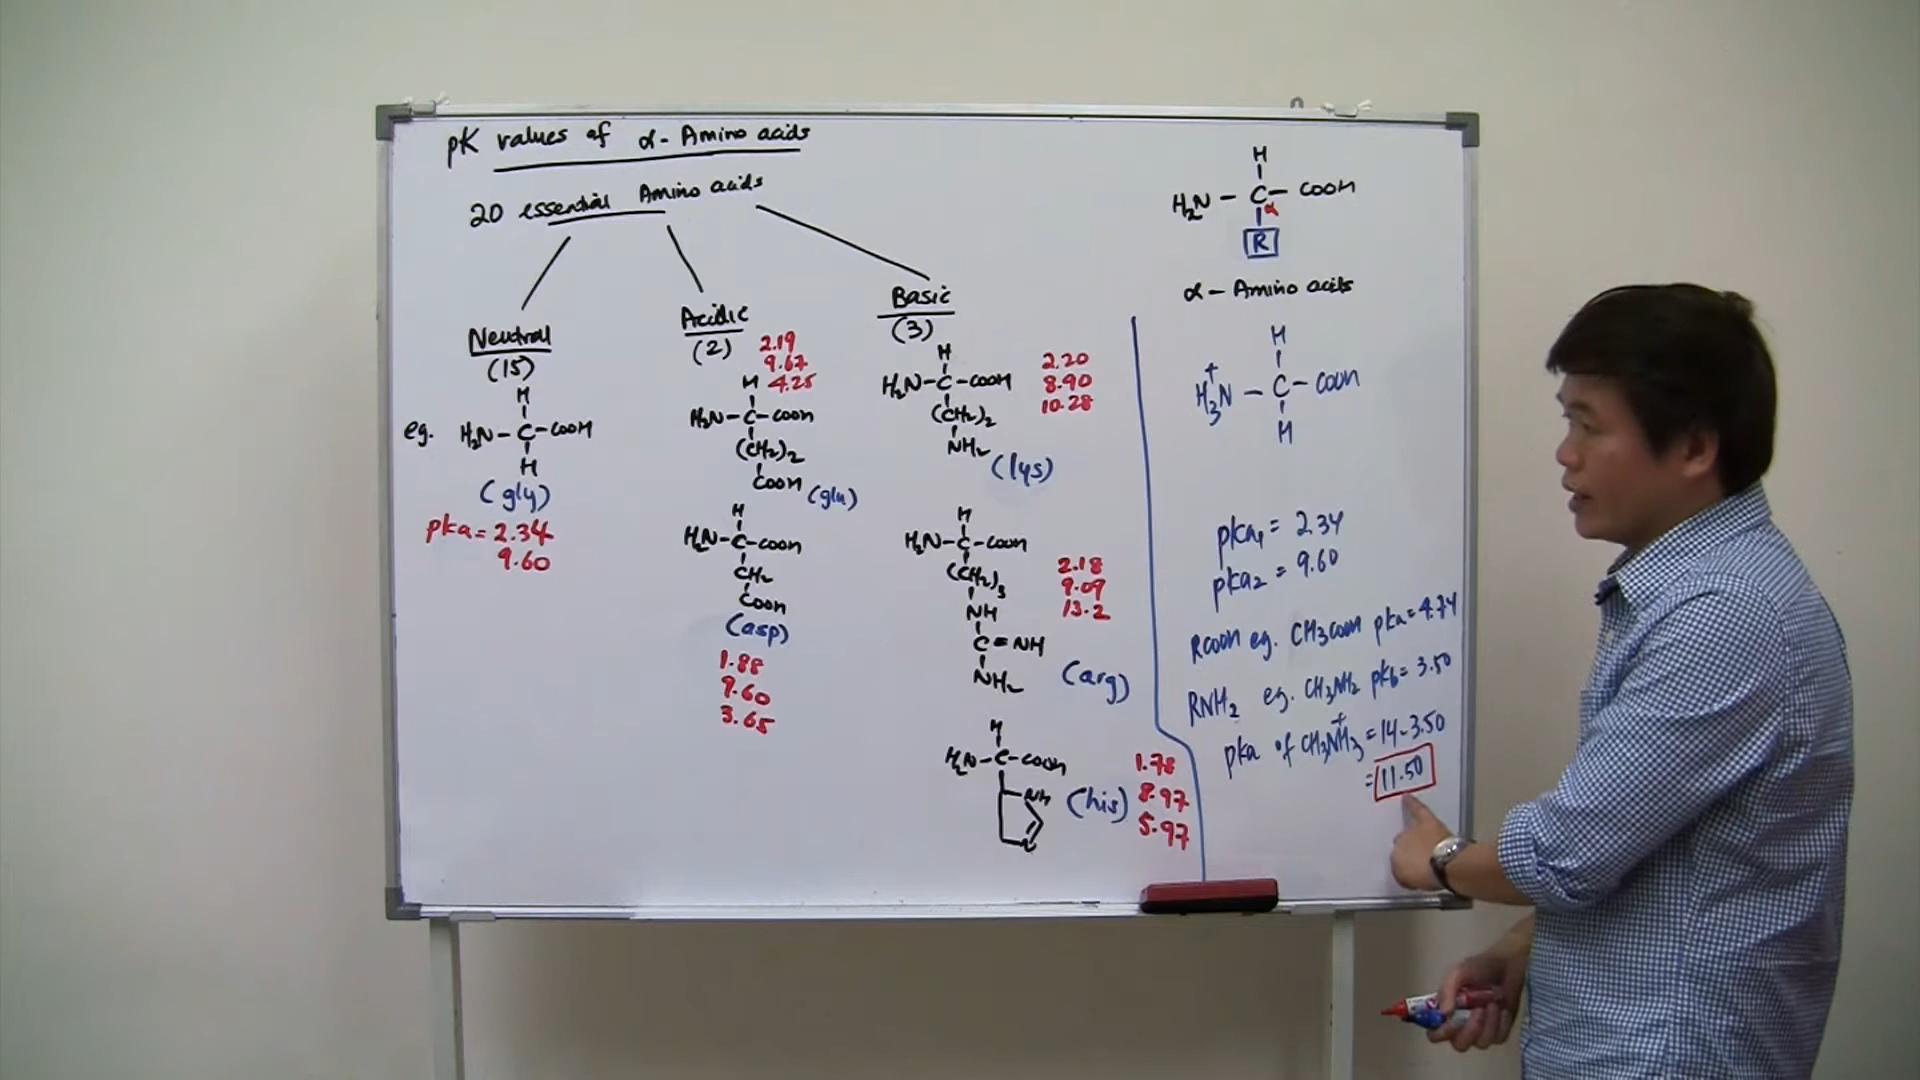 pK values of α-Amino acids
20 essential Amino acids
Neutral
(15)
eg.
H
H₂N-C-COOH
H
(gly)
pka = 2.34
9.60
Acidic
(2)
2.19
9.67
4.25
H
H₂N-C-COOH
(CH₂)₂
COOH
(glu)
H
H₂N-C-COOH
CH₂
COOH
(asp)
1.88
9.60
3.65
Basic
(3)
H
H₂N-C-COOH
(CH₂)₂
NH₂
(lys)
2.20
8.90
10.28
H
H₂N-C-COOH
(CH₂)₃
NH
C=NH
NH₂
(arg)
2.18
9.09
13.2
H
H₂N-C-COOH
NH
N
(his)
1.78
8.97
5.97
H
H₂N-C-COOH
α
R
α-Amino acids
H
H₃N⁺-C-COOH
H
pka₁ = 2.34
pka₂ = 9.60
RCOOH eg. CH₃COOH pka = 4.74
RNH₂ eg. CH₃NH₂ pkb = 3.50
pka of CH₃NH₃⁺ = 14-3.50
= 11.50